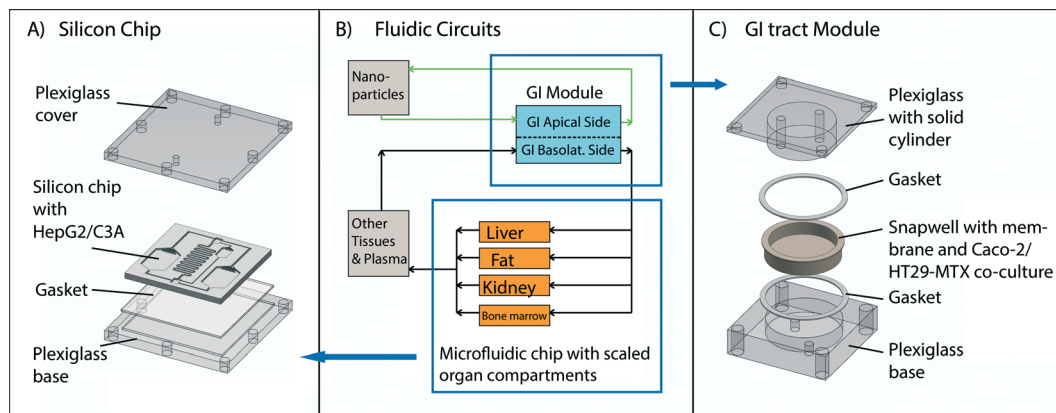 A) Silicon Chip
Plexiglass
cover
Silicon chip
with
HepG2/C3A
Gasket
Plexiglass
base
B) Fluidic Circuits
Nano-
particles
GI Module
GI Apical Side
GI Basolat. Side
Other
Tissues
& Plasma
Liver
Fat
Kidney
Bone marrow
Microfluidic chip with scaled
organ compartments
C) GI tract Module
Plexiglass
with solid
cylinder
Gasket
Snapwell with mem-
brane and Caco-2/
HT29-MTX co-culture
Gasket
Plexiglass
base